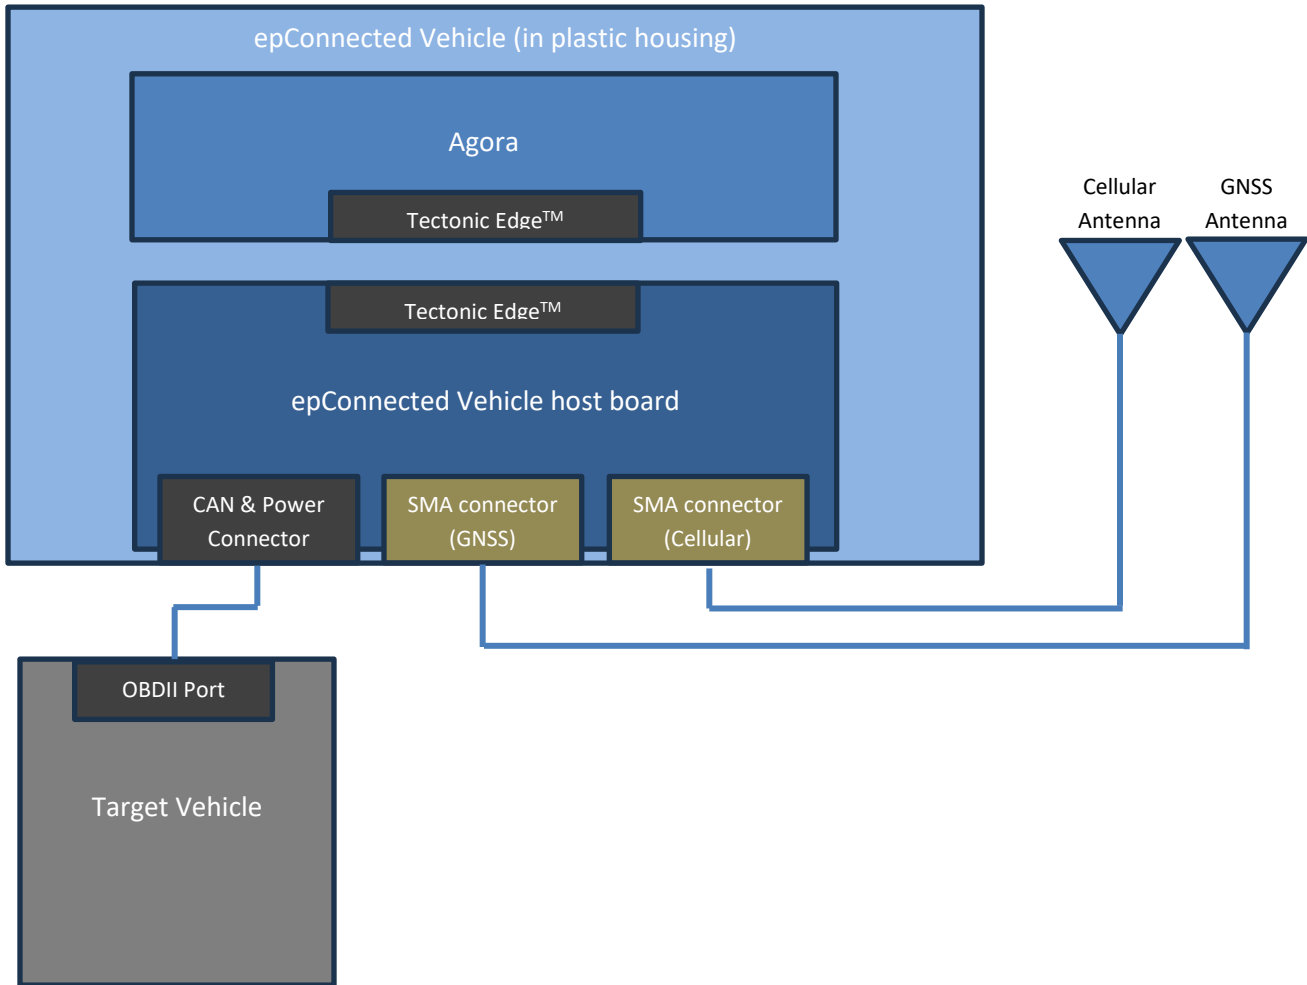 epConnected Vehicle (in plastic housing)
Agora
Tectonic Edge™
Tectonic Edge™
epConnected Vehicle host board
CAN & Power
Connector
SMA connector
(GNSS)
SMA connector
(Cellular)
Cellular
Antenna
GNSS
Antenna
OBDII Port
Target Vehicle